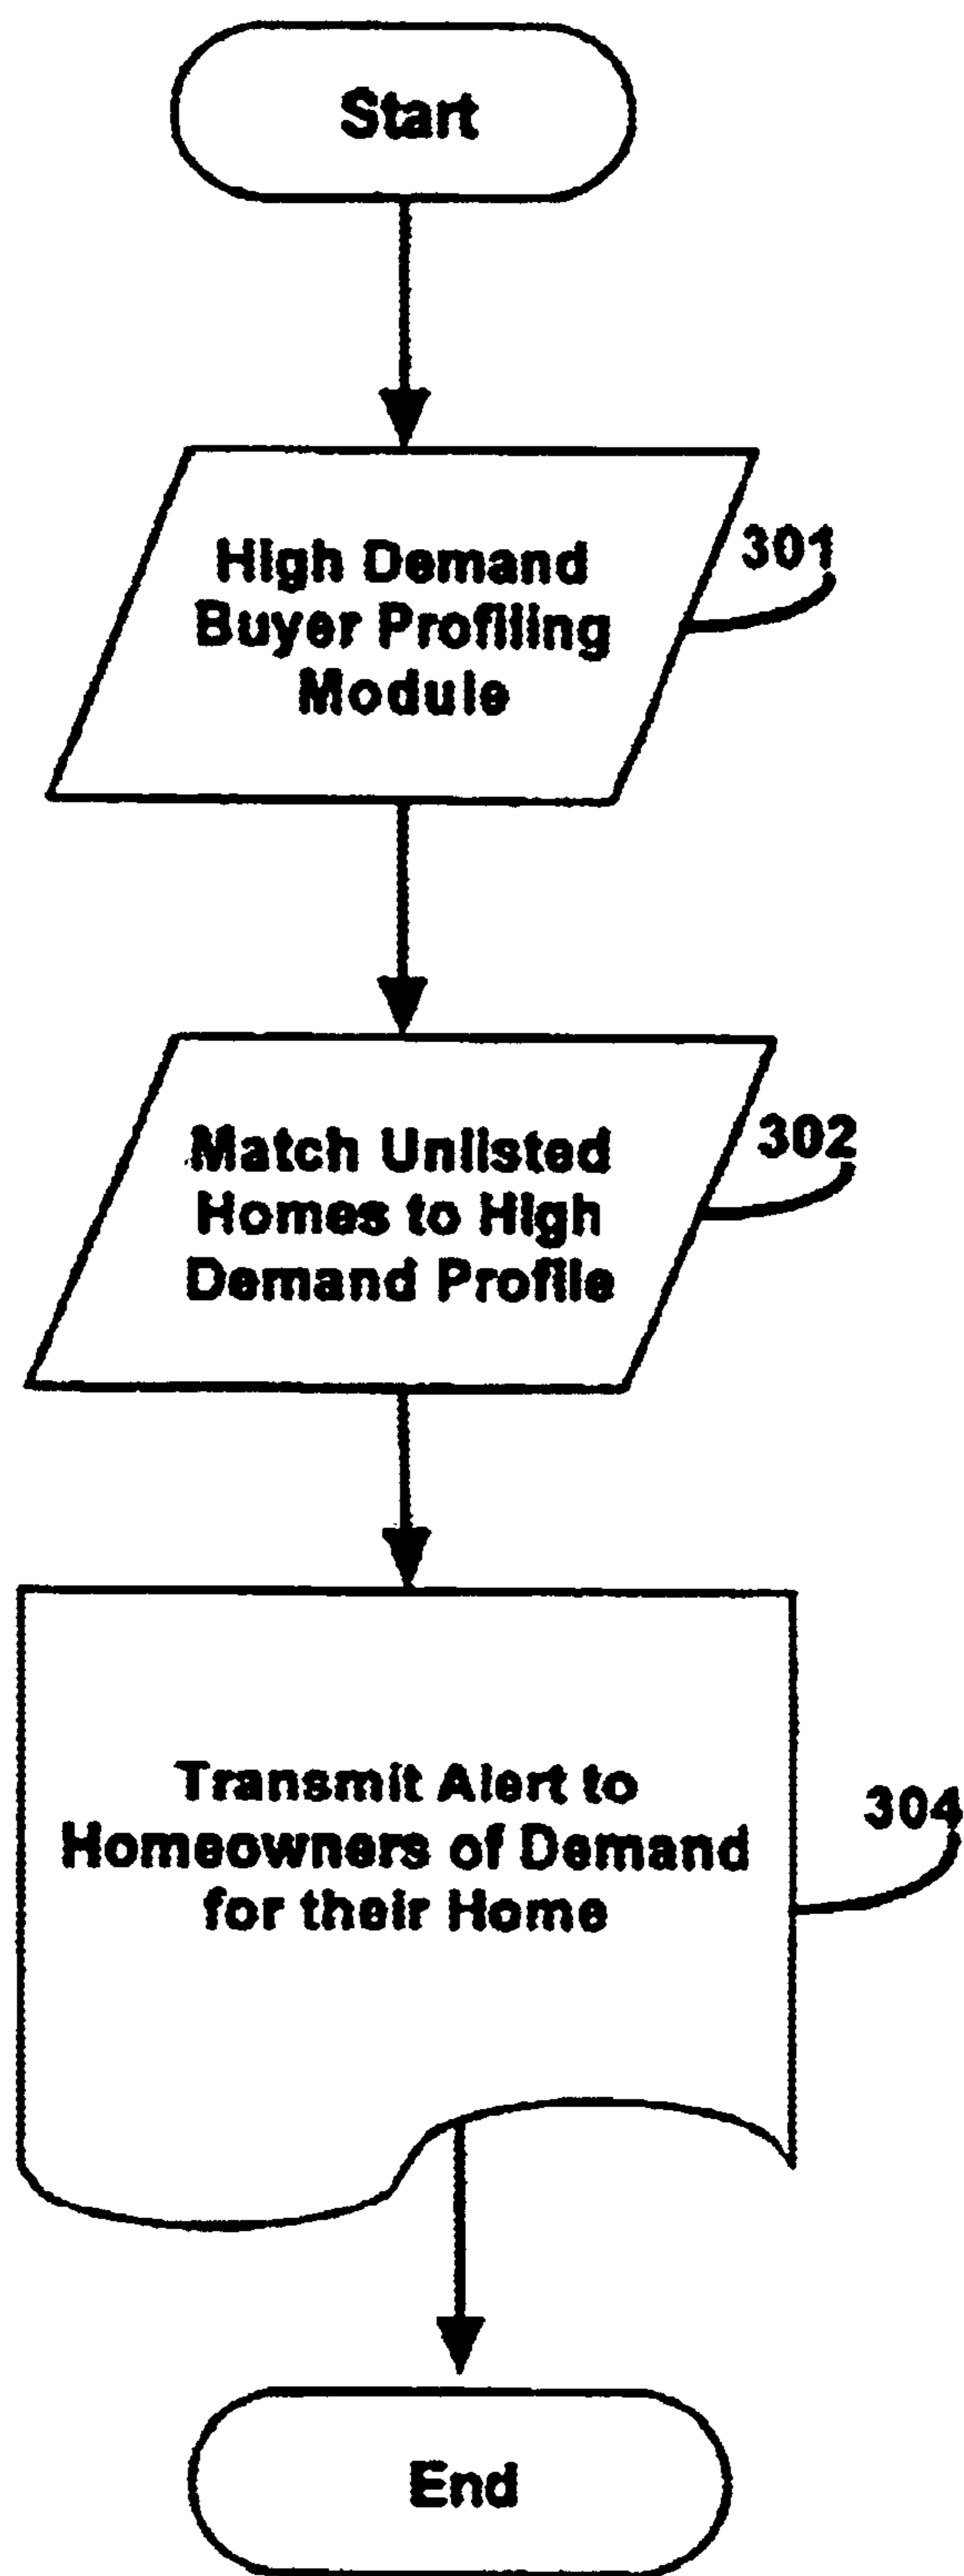 Start
High Demand
Buyer Profiling
Module
301
Match Unlisted
Homes to High
Demand Profile
302
Transmit Alert to
Homeowners of Demand
for their Home
304
End